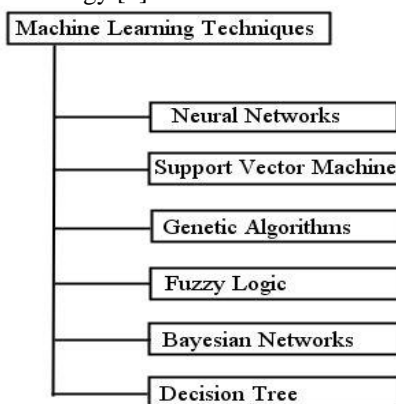 Machine Learning Techniques
Neural Networks
Support Vector Machine
Genetic Algorithms
Fuzzy Logic
Bayesian Networks
Decision Tree